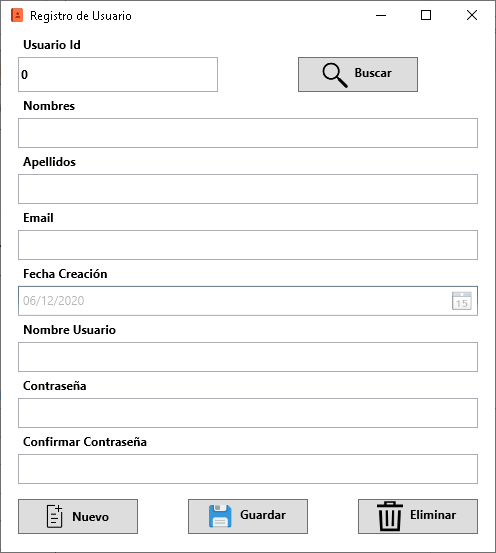 Registro de Usuario
Usuario Id
0
Buscar
Nombres
Apellidos
Email
Fecha Creación
06/12/2020
15
Nombre Usuario
Contraseña
Confirmar Contraseña
Nuevo
Guardar
Eliminar